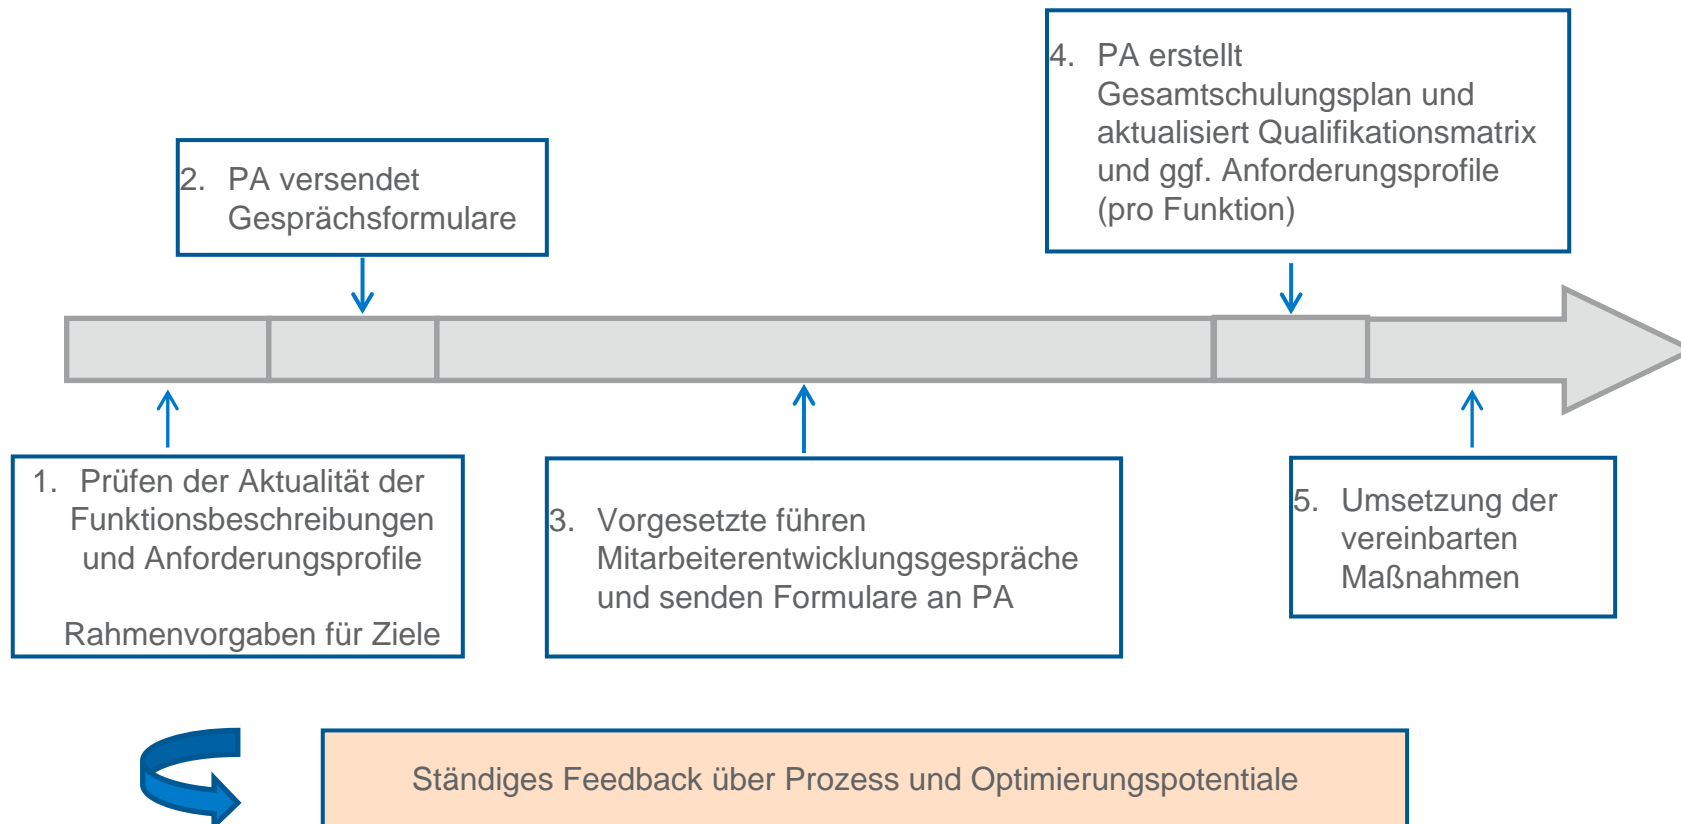 1. Prüfen der Aktualität der
Funktionsbeschreibungen
und Anforderungsprofile
Rahmenvorgaben für Ziele
2. PA versendet
Gesprächsformulare
3. Vorgesetzte führen
Mitarbeiterentwicklungsgespräche
und senden Formulare an PA
4. PA erstellt
Gesamtschulungsplan und
aktualisiert Qualifikationsmatrix
und ggf. Anforderungsprofile
(pro Funktion)
5. Umsetzung der
vereinbarten
Maßnahmen
Ständiges Feedback über Prozess und Optimierungspotentiale